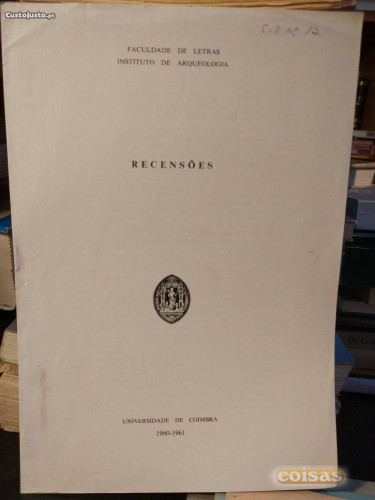 CustoJusto.pt
FACULDADE DE LETRAS
INSTITUTO DE ARQUEOLOGIA
RECENSÕES
UNIVERSIDADE DE COIMBRA
1960-1961
coisas